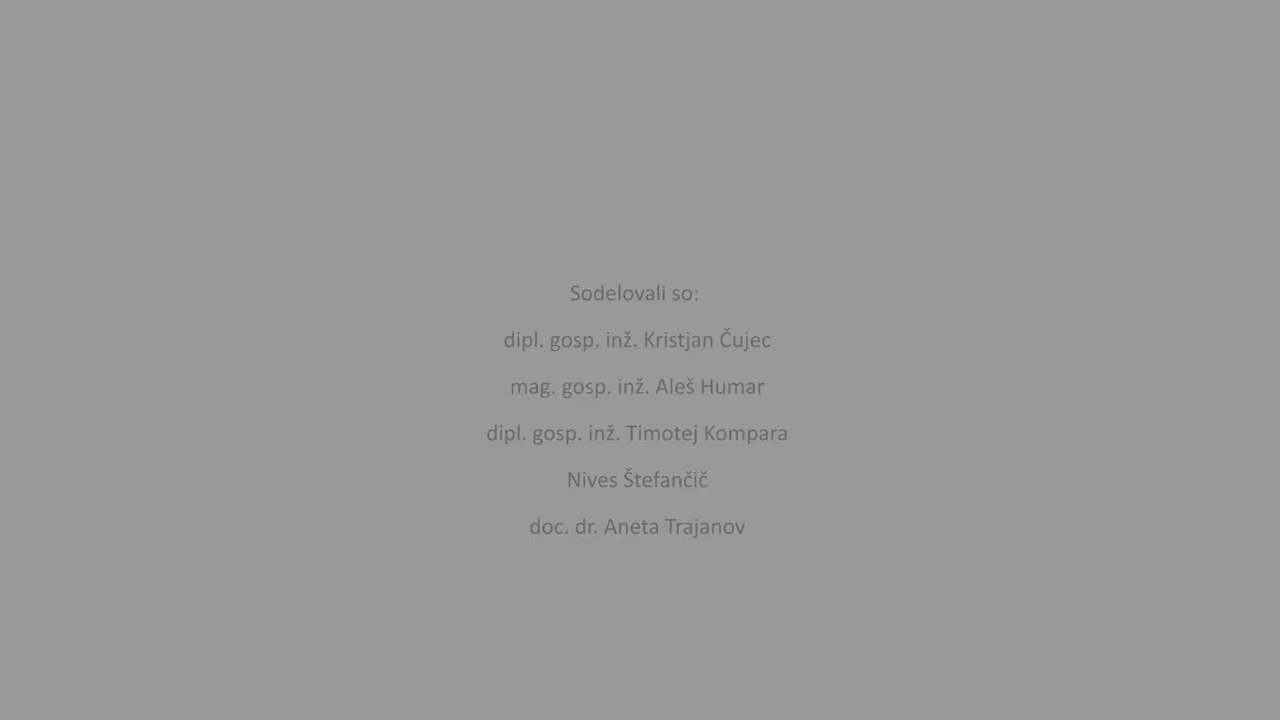 Sodelovali so:
dipl. gosp. inž. Kristjan Čujec
mag. gosp. inž. Aleš Humar
dipl. gosp. inž. Timotej Kompara
Nives Štefančič
doc. dr. Aneta Trajanov